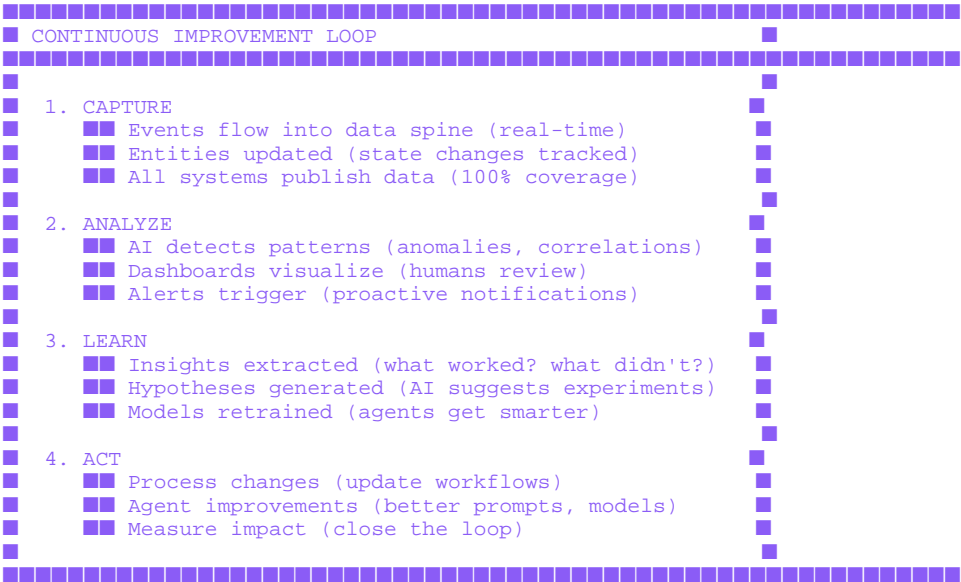 CONTINUOUS IMPROVEMENT LOOP
1. CAPTURE
■■ Events flow into data spine (real-time)
■■ Entities updated (state changes tracked)
■■ All systems publish data (100% coverage)
2. ANALYZE
■■ AI detects patterns (anomalies, correlations)
■■ Dashboards visualize (humans review)
■■ Alerts trigger (proactive notifications)
3. LEARN
■■ Insights extracted (what worked? what didn't?)
■■ Hypotheses generated (AI suggests experiments)
■■ Models retrained (agents get smarter)
4. ACT
■■ Process changes (update workflows)
■■ Agent improvements (better prompts, models)
■■ Measure impact (close the loop)